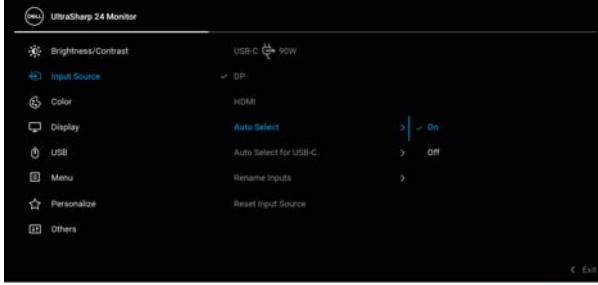 DELL UltraSharp 24 Monitor
Brightness/Contrast USB-C 90W
Input Source DP
Color HDMI
Display Auto Select On
USB Auto Select for USB-C Off
Menu Rename Inputs
Personalize Reset Input Source
Others
Exit